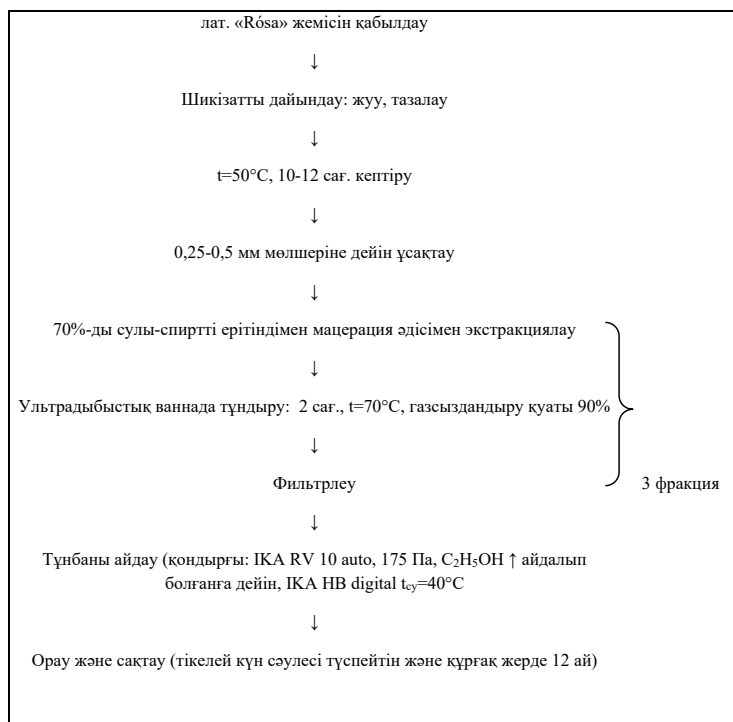 лат. «Rósa» жемісін қабылдау
↓
Шикізатты дайындау: жуу, тазалау
↓
t=50°C, 10-12 сағ. кептіру
↓
0,25-0,5 мм мөлшеріне дейін ұсақтау
↓
70%-ды сулы-спиртті ерітіндімен мацерация әдісімен экстракциялау
↓
Ультрадыбыстық ваннада тұндыру: 2 сағ., t=70°C, газсыздандыру қуаты 90%
↓
Фильтрлеу
3 фракция
↓
Тұнбаны айдау (қондырғы: IKA RV 10 auto, 175 Па, C₂H₅OH ↑ айдалып
болғанға дейін, IKA HB digital tсу=40°C
↓
Орау және сақтау (тікелей күн сәулесі түспейтін және құрғақ жерде 12 ай)